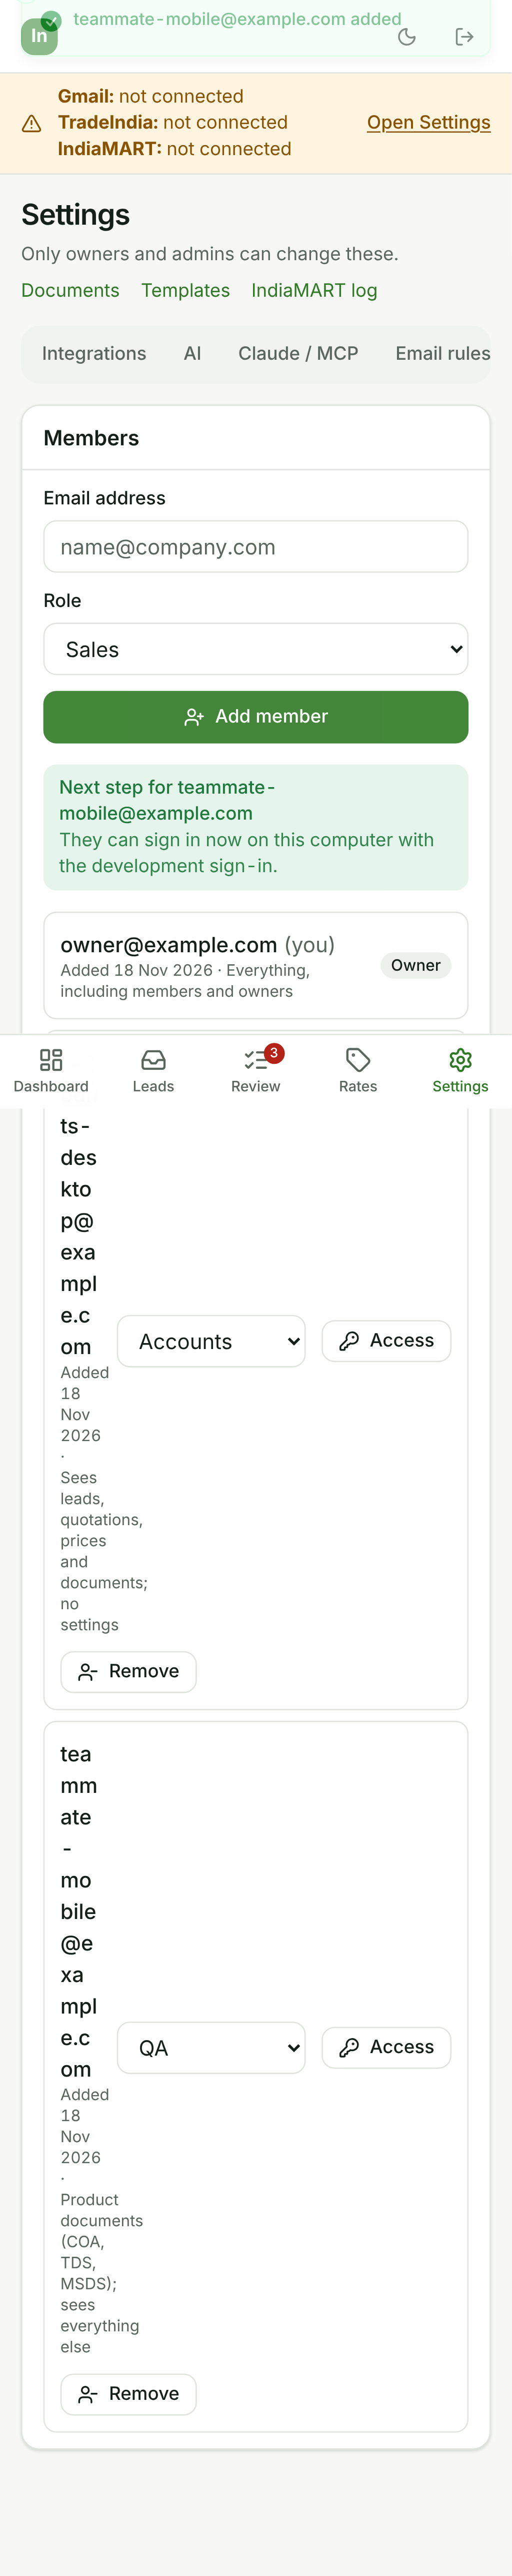 teammate-mobile@example.com added
In
Gmail: not connected
TradeIndia: not connected
IndiaMART: not connected
Open Settings
Settings
Only owners and admins can change these.
Documents Templates IndiaMART log
Integrations AI Claude / MCP Email rules
Members
Email address
name@company.com
Role
Sales
Add member
Next step for teammate-
mobile@example.com
They can sign in now on this computer with
the development sign-in.
owner@example.com (you)
Added 18 Nov 2026 · Everything,
including members and owners
Owner
Dashboard Leads Review 3 Rates Settings
ts-
des
kto
p@
exa
mpl
e.c
om
Added
18
Nov
2026
·
Sees
leads,
quotations,
prices
and
documents;
no
settings
Accounts
Access
Remove
tea
mm
ate
-
mo
bile
@e
xa
mpl
e.c
om
Added
18
Nov
2026
·
Product
documents
(COA,
TDS,
MSDS);
sees
everything
else
QA
Access
Remove